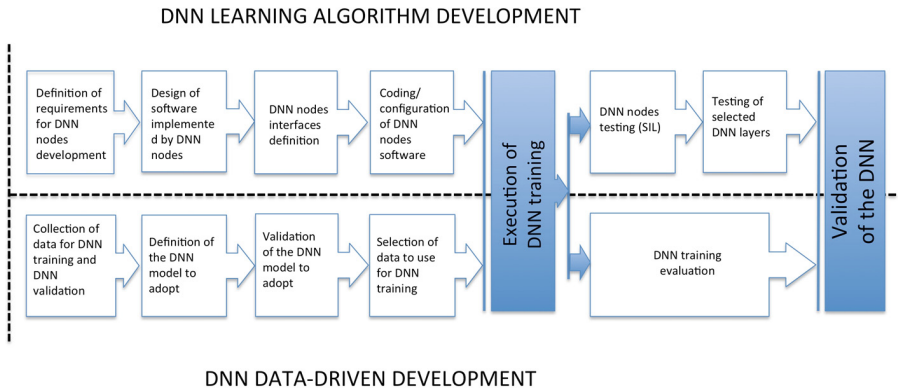 DNN LEARNING ALGORITHM DEVELOPMENT
Definition of
requirements
for DNN
nodes
development
Design of
software
implemente
d by DNN
nodes
DNN nodes
interfaces
definition
Coding/
configuration
of DNN
nodes
software
Execution of
DNN training
DNN nodes
testing (SIL)
Testing of
selected
DNN layers
Validation
of the DNN
Collection of
data for DNN
training and
DNN
validation
Definition of
the DNN
model to
adopt
Validation
of the DNN
model to
adopt
Selection of
data to use
for DNN
training
DNN training
evaluation
DNN DATA-DRIVEN DEVELOPMENT